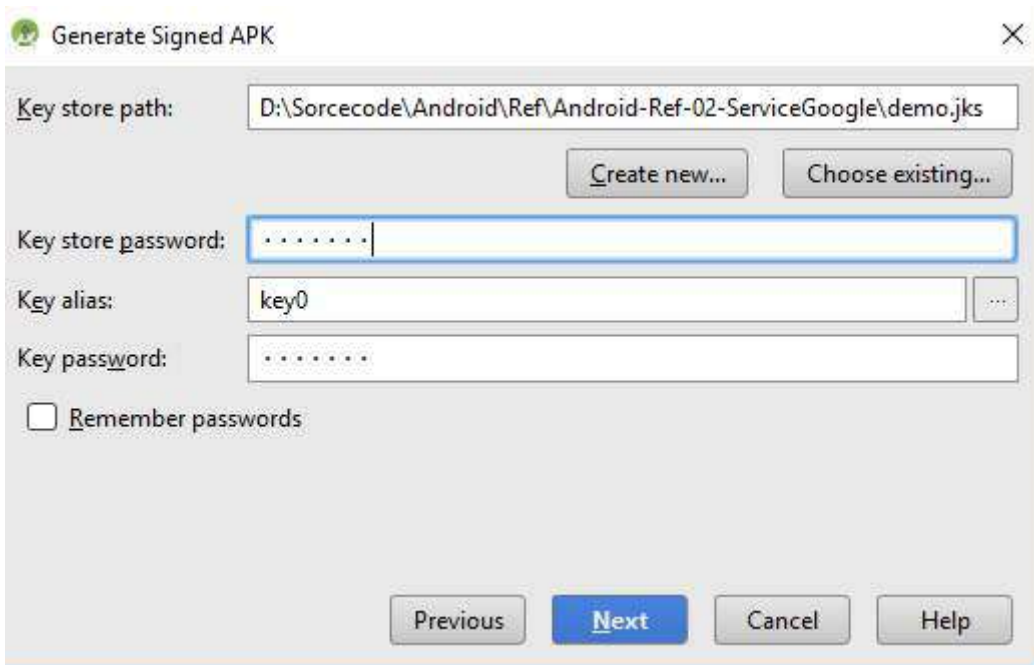 Generate Signed APK
Key store path: D:\Sorcecode\Android\Ref\Android-Ref-02-ServiceGoogle\demo.jks
Create new... Choose existing...
Key store password: ·······
Key alias: key0 ...
Key password: ·······
Remember passwords
Previous Next Cancel Help